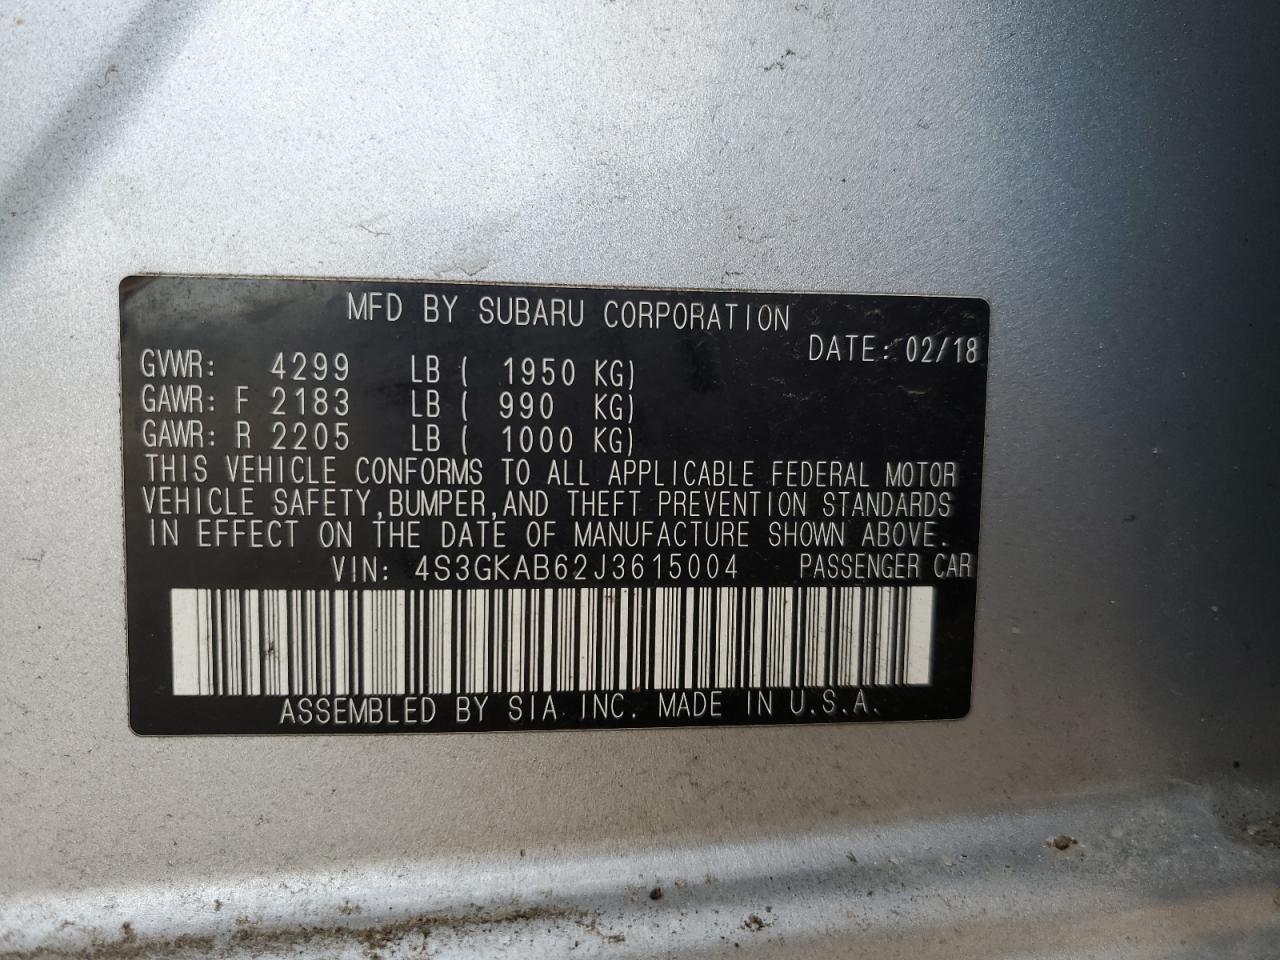 MFD BY SUBARU CORPORATION
DATE: 02/18
GVWR: 4299 LB ( 1950 KG)
GAWR: F 2183 LB ( 990 KG)
GAWR: R 2205 LB ( 1000 KG)
THIS VEHICLE CONFORMS TO ALL APPLICABLE FEDERAL MOTOR
VEHICLE SAFETY,BUMPER,AND THEFT PREVENTION STANDARDS
IN EFFECT ON THE DATE OF MANUFACTURE SHOWN ABOVE.
VIN: 4S3GKAB62J3615004 PASSENGER CAR
ASSEMBLED BY SIA INC. MADE IN U.S.A.